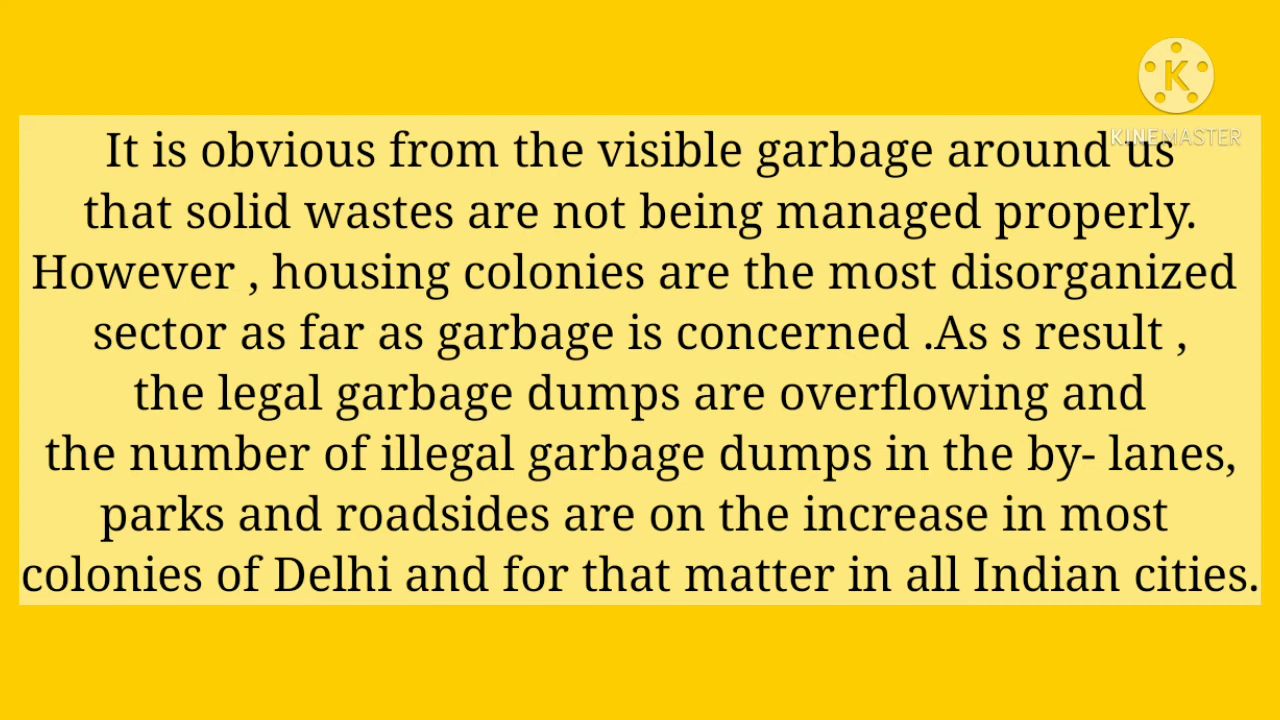 K
KINEMASTER
It is obvious from the visible garbage around us
that solid wastes are not being managed properly.
However , housing colonies are the most disorganized
sector as far as garbage is concerned .As s result ,
the legal garbage dumps are overflowing and
the number of illegal garbage dumps in the by- lanes,
parks and roadsides are on the increase in most
colonies of Delhi and for that matter in all Indian cities.